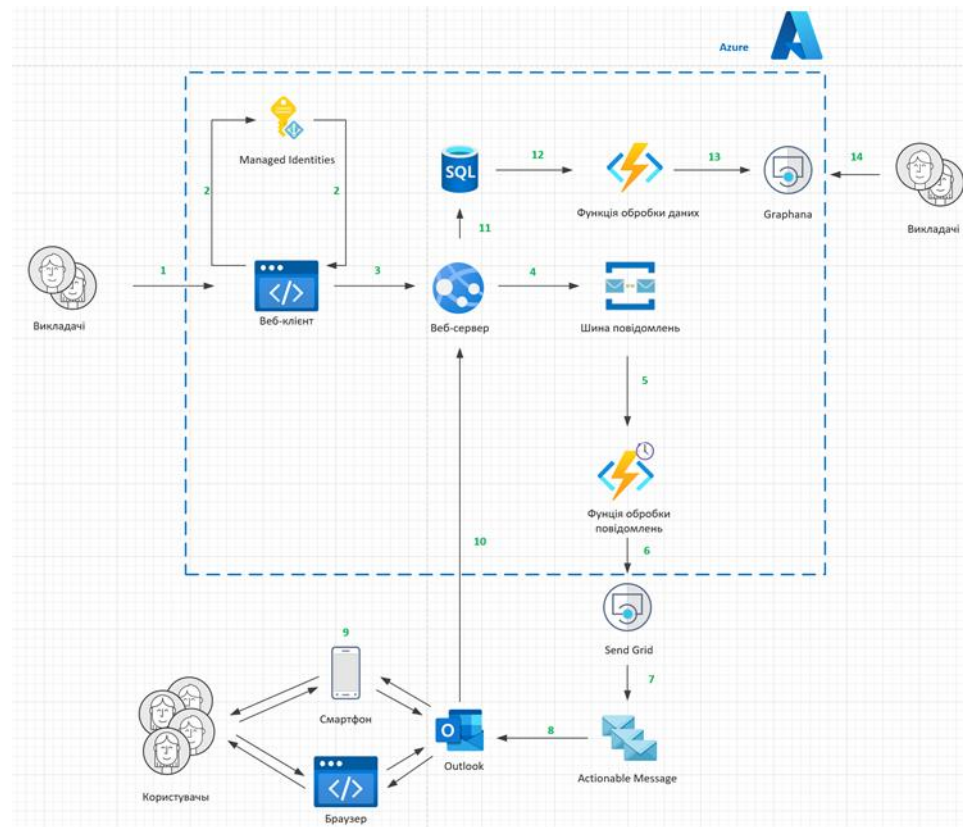 Azure
Managed Identities
2
2
SQL
12
Функція обробки даних
13
Graphana
14
Викладачі
11
1
Викладачі
Веб-клієнт
3
Веб-сервер
4
Шина повідомлень
5
Фунція обробки
повідомлень
10
6
Send Grid
7
9
Смартфон
Outlook
8
Actionable Message
Користувачы
Браузер